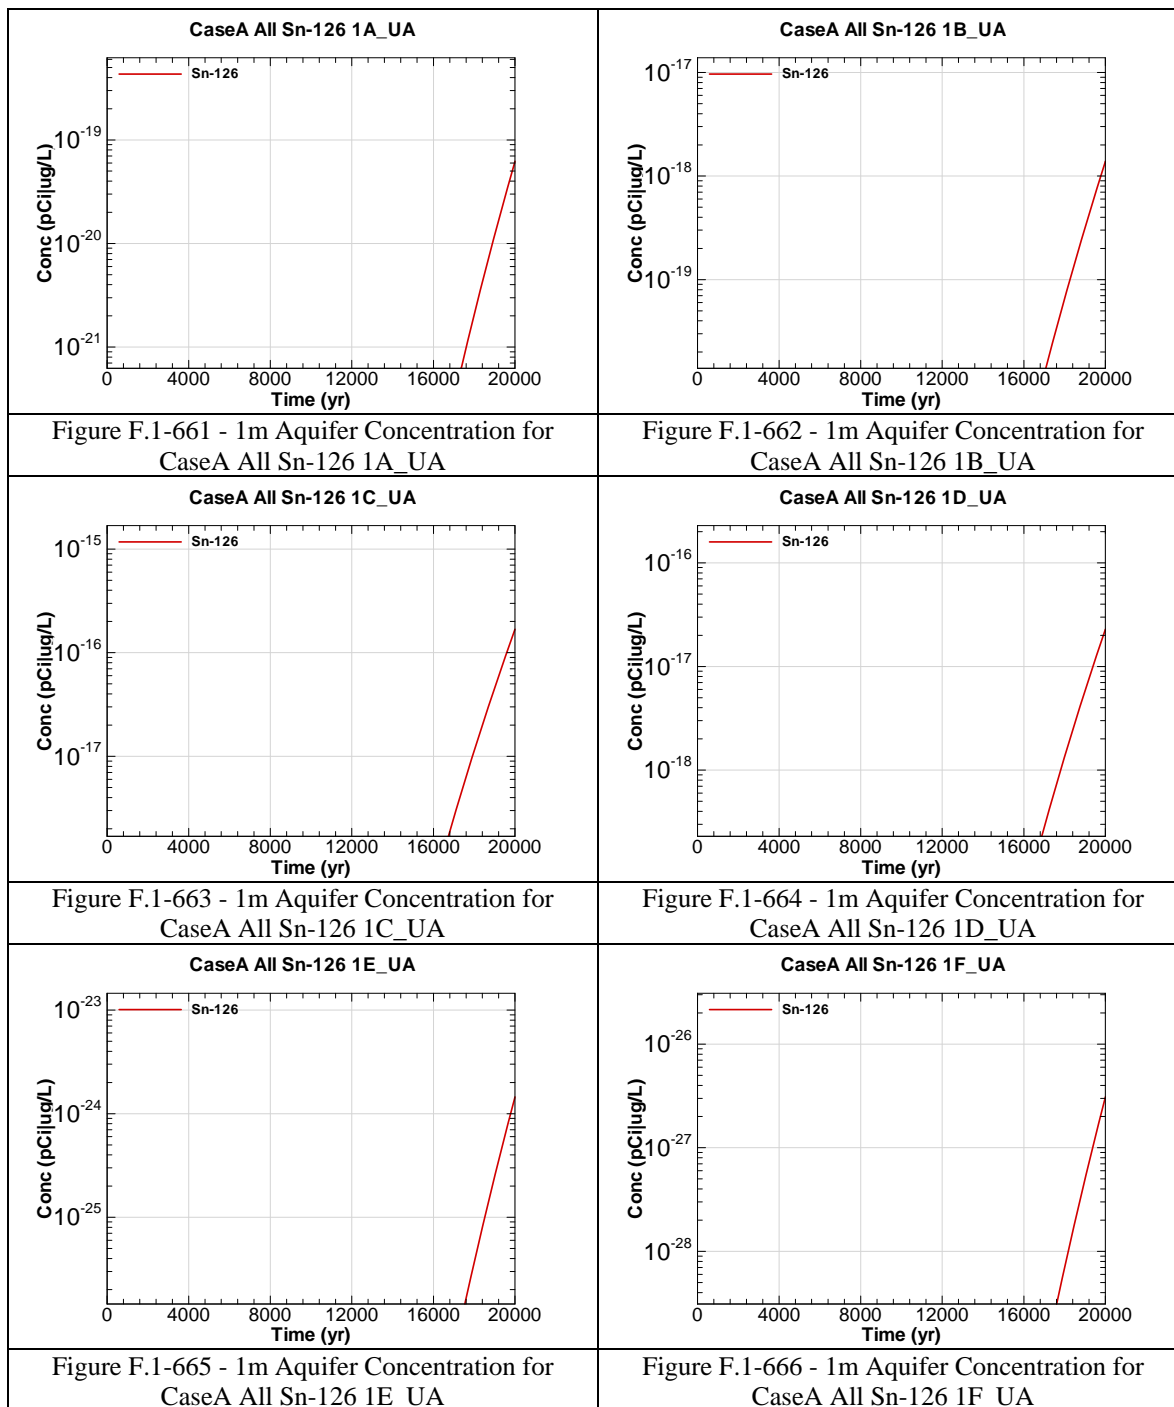 CaseA All Sn-126 1A_UA
Sn-126
10-19
10-20
10-21
Conc (pCi|ug/L)
0 4000 8000 12000 16000 20000
Time (yr)
Figure F.1-661 - 1m Aquifer Concentration for
CaseA All Sn-126 1A_UA
CaseA All Sn-126 1B_UA
Sn-126
10-17
10-18
10-19
Conc (pCi|ug/L)
0 4000 8000 12000 16000 20000
Time (yr)
Figure F.1-662 - 1m Aquifer Concentration for
CaseA All Sn-126 1B_UA
CaseA All Sn-126 1C_UA
Sn-126
10-15
10-16
10-17
Conc (pCi|ug/L)
0 4000 8000 12000 16000 20000
Time (yr)
Figure F.1-663 - 1m Aquifer Concentration for
CaseA All Sn-126 1C_UA
CaseA All Sn-126 1D_UA
Sn-126
10-16
10-17
10-18
Conc (pCi|ug/L)
0 4000 8000 12000 16000 20000
Time (yr)
Figure F.1-664 - 1m Aquifer Concentration for
CaseA All Sn-126 1D_UA
CaseA All Sn-126 1E_UA
Sn-126
10-23
10-24
10-25
Conc (pCi|ug/L)
0 4000 8000 12000 16000 20000
Time (yr)
Figure F.1-665 - 1m Aquifer Concentration for
CaseA All Sn-126 1E_UA
CaseA All Sn-126 1F_UA
Sn-126
10-26
10-27
10-28
Conc (pCi|ug/L)
0 4000 8000 12000 16000 20000
Time (yr)
Figure F.1-666 - 1m Aquifer Concentration for
CaseA All Sn-126 1F_UA